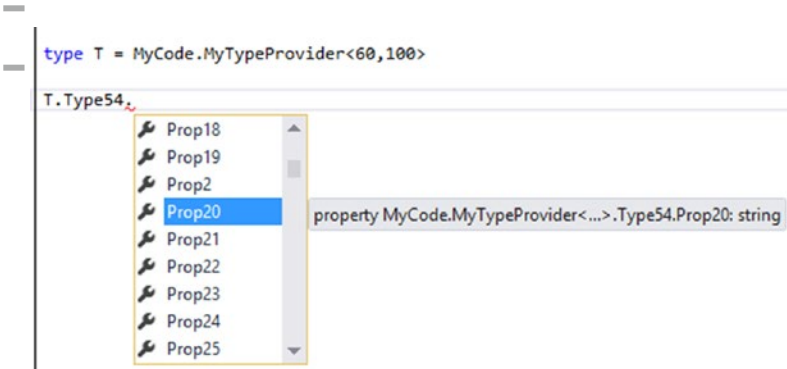 type T = MyCode.MyTypeProvider<60,100>
T.Type54.
Prop18
Prop19
Prop2
Prop20
property MyCode.MyTypeProvider<...>.Type54.Prop20: string
Prop21
Prop22
Prop23
Prop24
Prop25